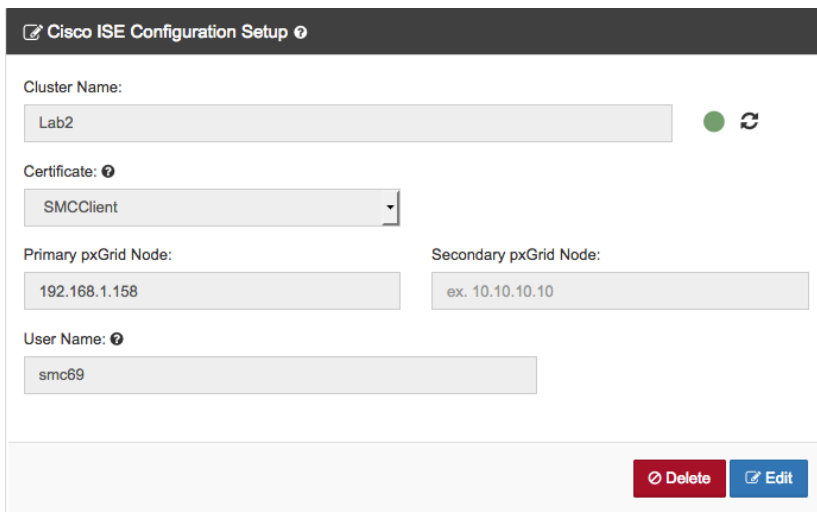 Cisco ISE Configuration Setup
Cluster Name:
Lab2
Certificate:
SMCClient
Primary pxGrid Node:
Secondary pxGrid Node:
192.168.1.158
ex. 10.10.10.10
User Name:
smc69
Delete
Edit